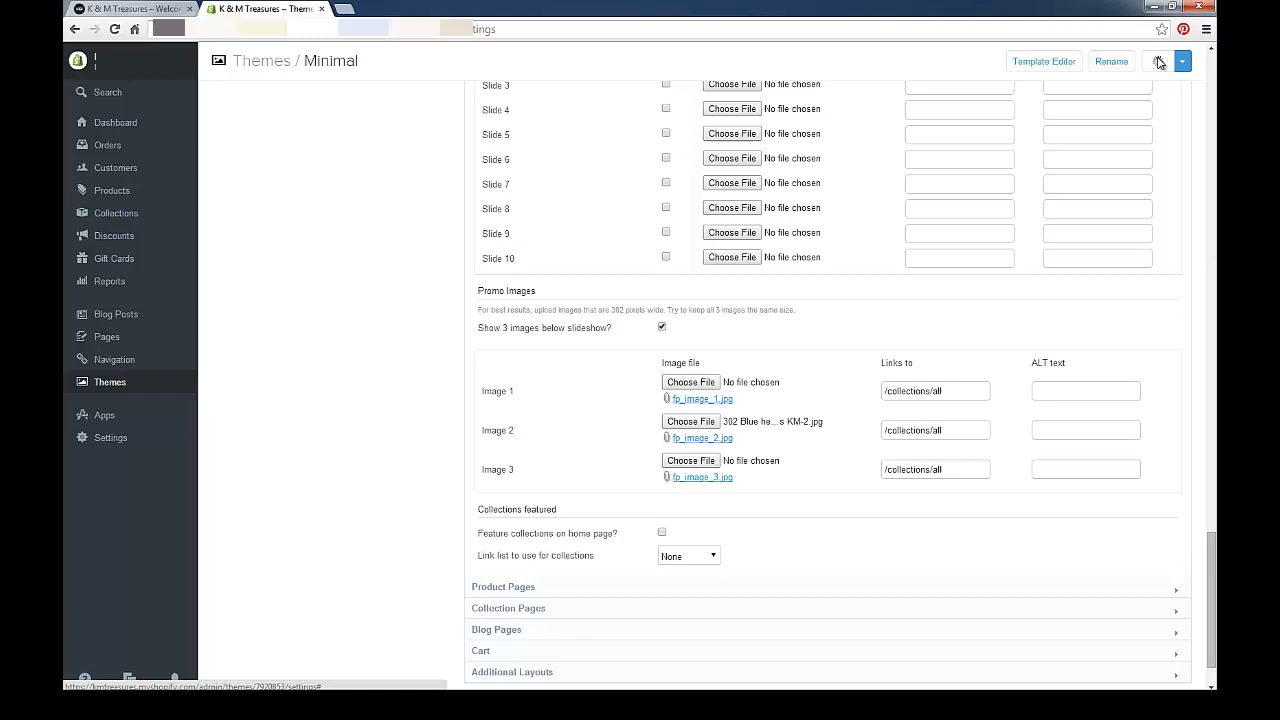 K & M Treasures – Welco
K & M Treasures – Theme
ttings
Themes / Minimal
Template Editor
Rename
Search
Dashboard
Orders
Customers
Products
Collections
Discounts
Gift Cards
Reports
Blog Posts
Pages
Navigation
Themes
Apps
Settings
Slide 3 Choose File No file chosen
Slide 4 Choose File No file chosen
Slide 5 Choose File No file chosen
Slide 6 Choose File No file chosen
Slide 7 Choose File No file chosen
Slide 8 Choose File No file chosen
Slide 9 Choose File No file chosen
Slide 10 Choose File No file chosen
Promo Images
For best results, upload images that are 302 pixels wide. Try to keep all 3 images the same size.
Show 3 images below slideshow?
Image file Links to ALT text
Image 1 Choose File No file chosen /collections/all
fp_image_1.jpg
Image 2 Choose File 302 Blue he...s KM-2.jpg /collections/all
fp_image_2.jpg
Image 3 Choose File No file chosen /collections/all
fp_image_3.jpg
Collections featured
Feature collections on home page?
Link list to use for collections None
Product Pages
Collection Pages
Blog Pages
Cart
Additional Layouts
https://kmtreasures.myshopify.com/admin/themes/7920853/settings#